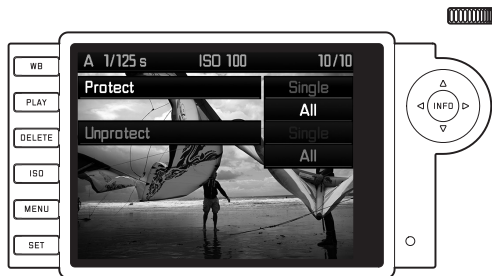 A 1/125 s ISO 100 10/10
Protect Single
All
Unprotect Single
All
WB
PLAY
DELETE
ISO
MENU
SET
INFO